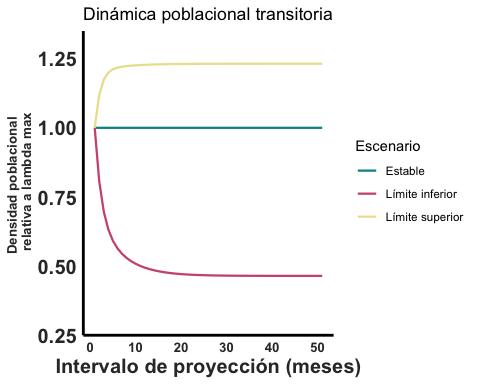 Dinámica poblacional transitoria
Densidad poblacional
relativa a lambda max
1.25
1.00
0.75
0.50
0.25
0 10 20 30 40 50
Intervalo de proyección (meses)
Escenario
Estable
Límite inferior
Límite superior